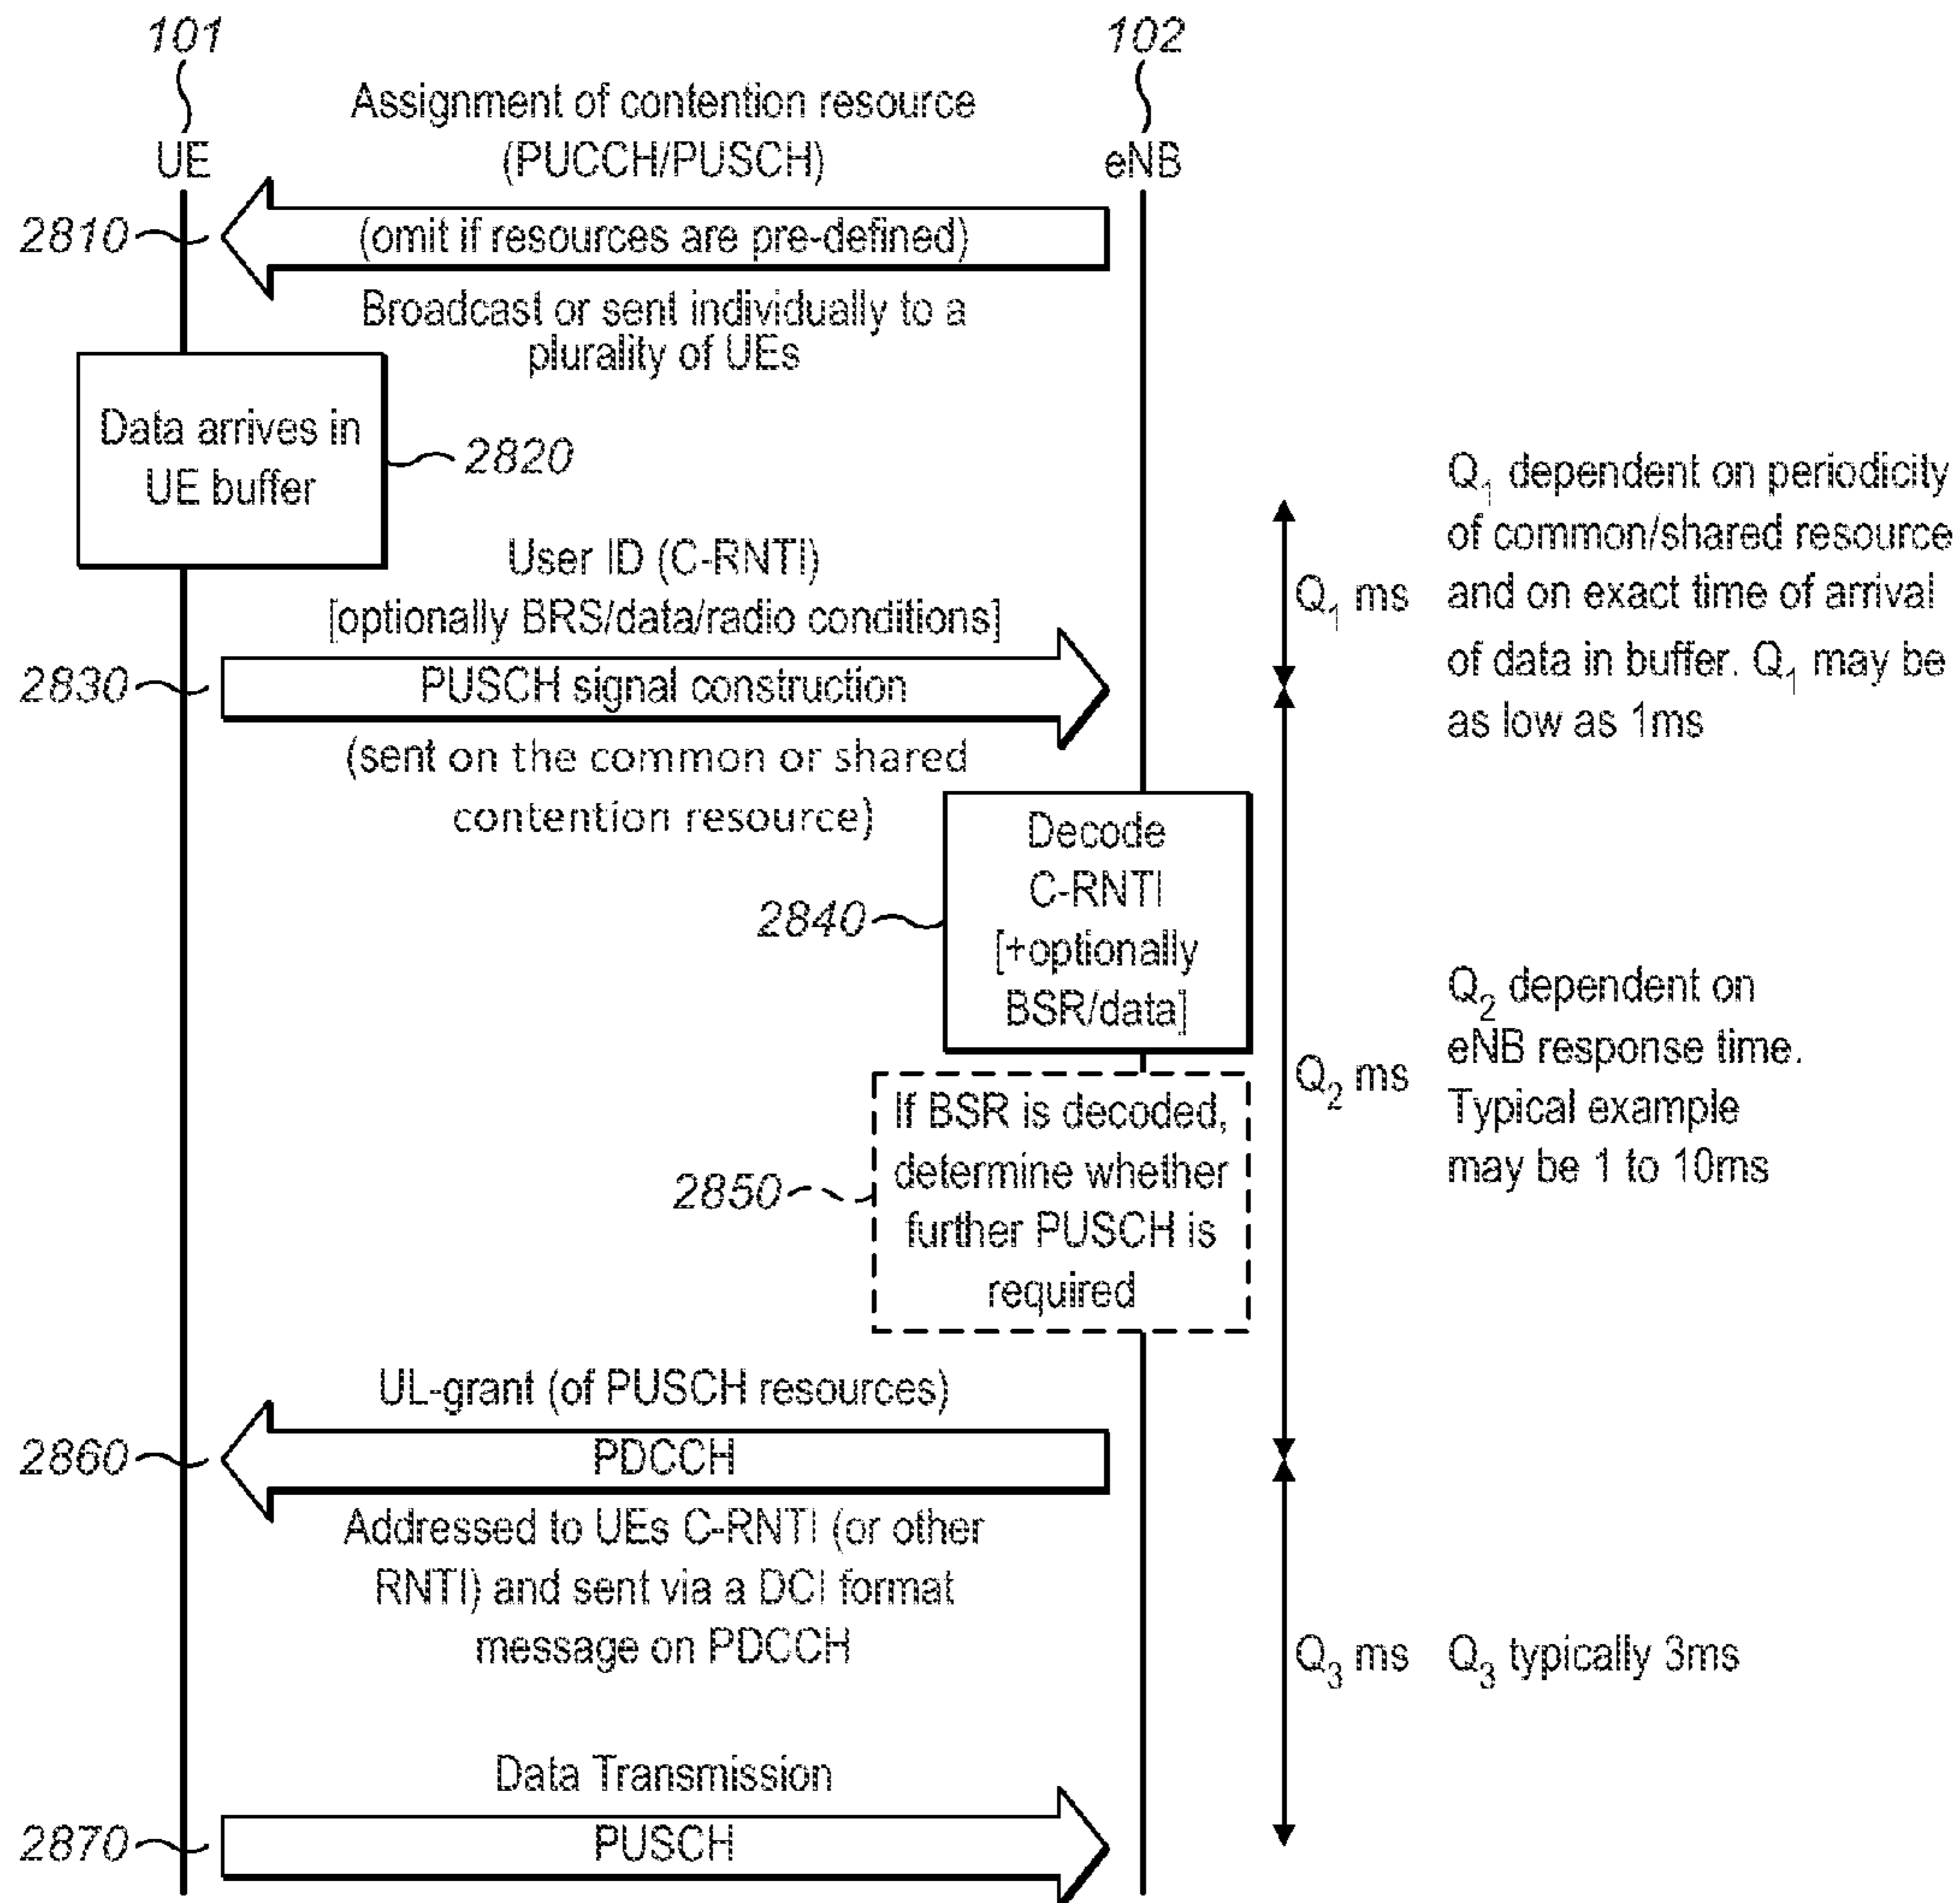 101
102
UE
eNB
Assignment of contention resource
(PUCCH/PUSCH)
2810
(omit if resources are pre-defined)
Broadcast or sent individually to a
plurality of UEs
Data arrives in
UE buffer
2820
User ID (C-RNTI)
[optionally BRS/data/radio conditions]
2830
PUSCH signal construction
(sent on the common or shared
contention resource)
Q1 ms
Q1 dependent on periodicity
of common/shared resource
and on exact time of arrival
of data in buffer. Q1 may be
as low as 1ms
2840
Decode
C-RNTI
[+optionally
BSR/data]
2850
If BSR is decoded,
determine whether
further PUSCH is
required
Q2 ms
Q2 dependent on
eNB response time.
Typical example
may be 1 to 10ms
UL-grant (of PUSCH resources)
2860
PDCCH
Addressed to UEs C-RNTI (or other
RNTI) and sent via a DCI format
message on PDCCH
Q3 ms
Q3 typically 3ms
Data Transmission
2870
PUSCH